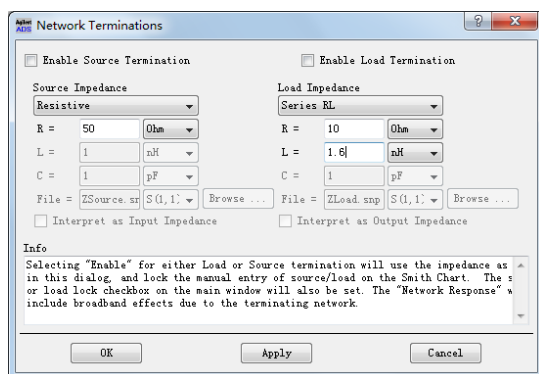 Agilent ADS Network Terminations
Enable Source Termination
Enable Load Termination
Source Impedance
Load Impedance
Resistive
Series RL
R = 50 Ohm
R = 10 Ohm
L = 1 nH
L = 1.6 nH
C = 1 pF
C = 1 pF
File = ZSource.sn S(1,1) Browse ...
File = ZLoad.snp S(1,1) Browse ...
Interpret as Input Impedance
Interpret as Output Impedance
Info
Selecting "Enable" for either Load or Source termination will use the impedance as
in this dialog, and lock the manual entry of source/load on the Smith Chart. The s
or load lock checkbox on the main window will also be set. The "Network Response" w
include broadband effects due to the terminating network.
OK
Apply
Cancel